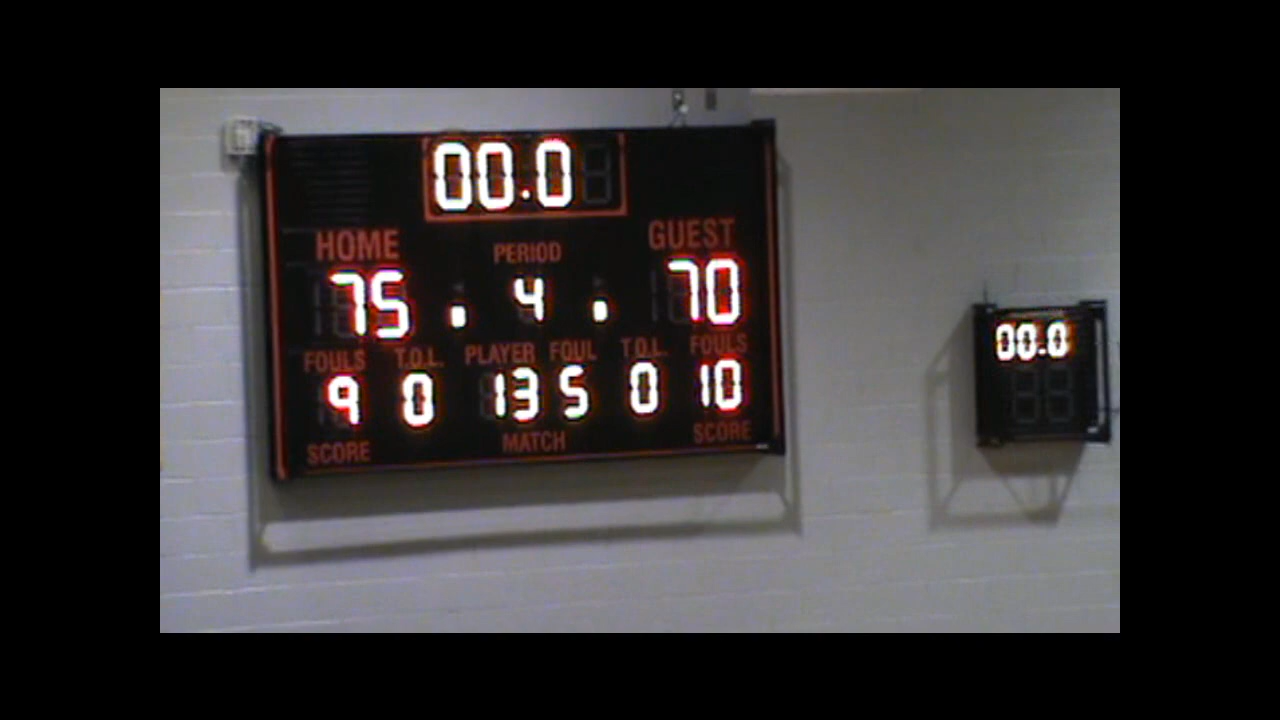 00.0
HOME PERIOD GUEST
75 4 70
FOULS T.O.L. PLAYER FOUL T.O.L. FOULS
9 0 13 5 0 10
SCORE MATCH SCORE
00.0